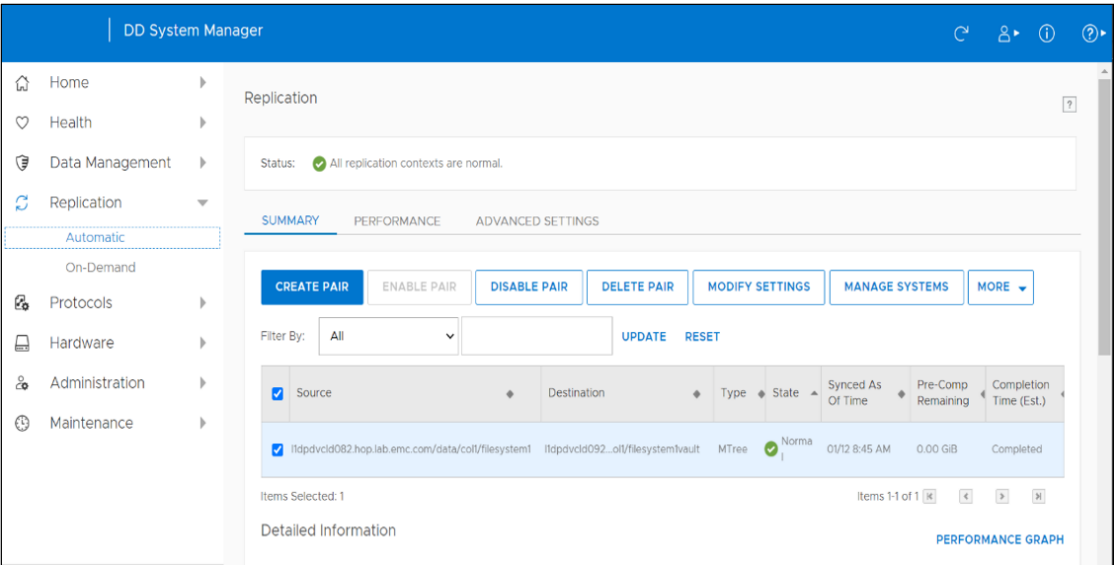 DD System Manager
Home
Health
Data Management
Replication
Automatic
On-Demand
Protocols
Hardware
Administration
Maintenance
Replication
?
Status: All replication contexts are normal.
SUMMARY PERFORMANCE ADVANCED SETTINGS
CREATE PAIR ENABLE PAIR DISABLE PAIR DELETE PAIR MODIFY SETTINGS MANAGE SYSTEMS MORE
Filter By: All UPDATE RESET
Source Destination Type State Synced As Of Time Pre-Comp Remaining Completion Time (Est.)
l1dpdvcld082.hop.lab.emc.com/data/col1/filesystem1 l1dpdvcld092...ol1/filesystem1vault MTree Normal 01/12 8:45 AM 0.00 GiB Completed
Items Selected: 1 Items 1-1 of 1
Detailed Information
PERFORMANCE GRAPH